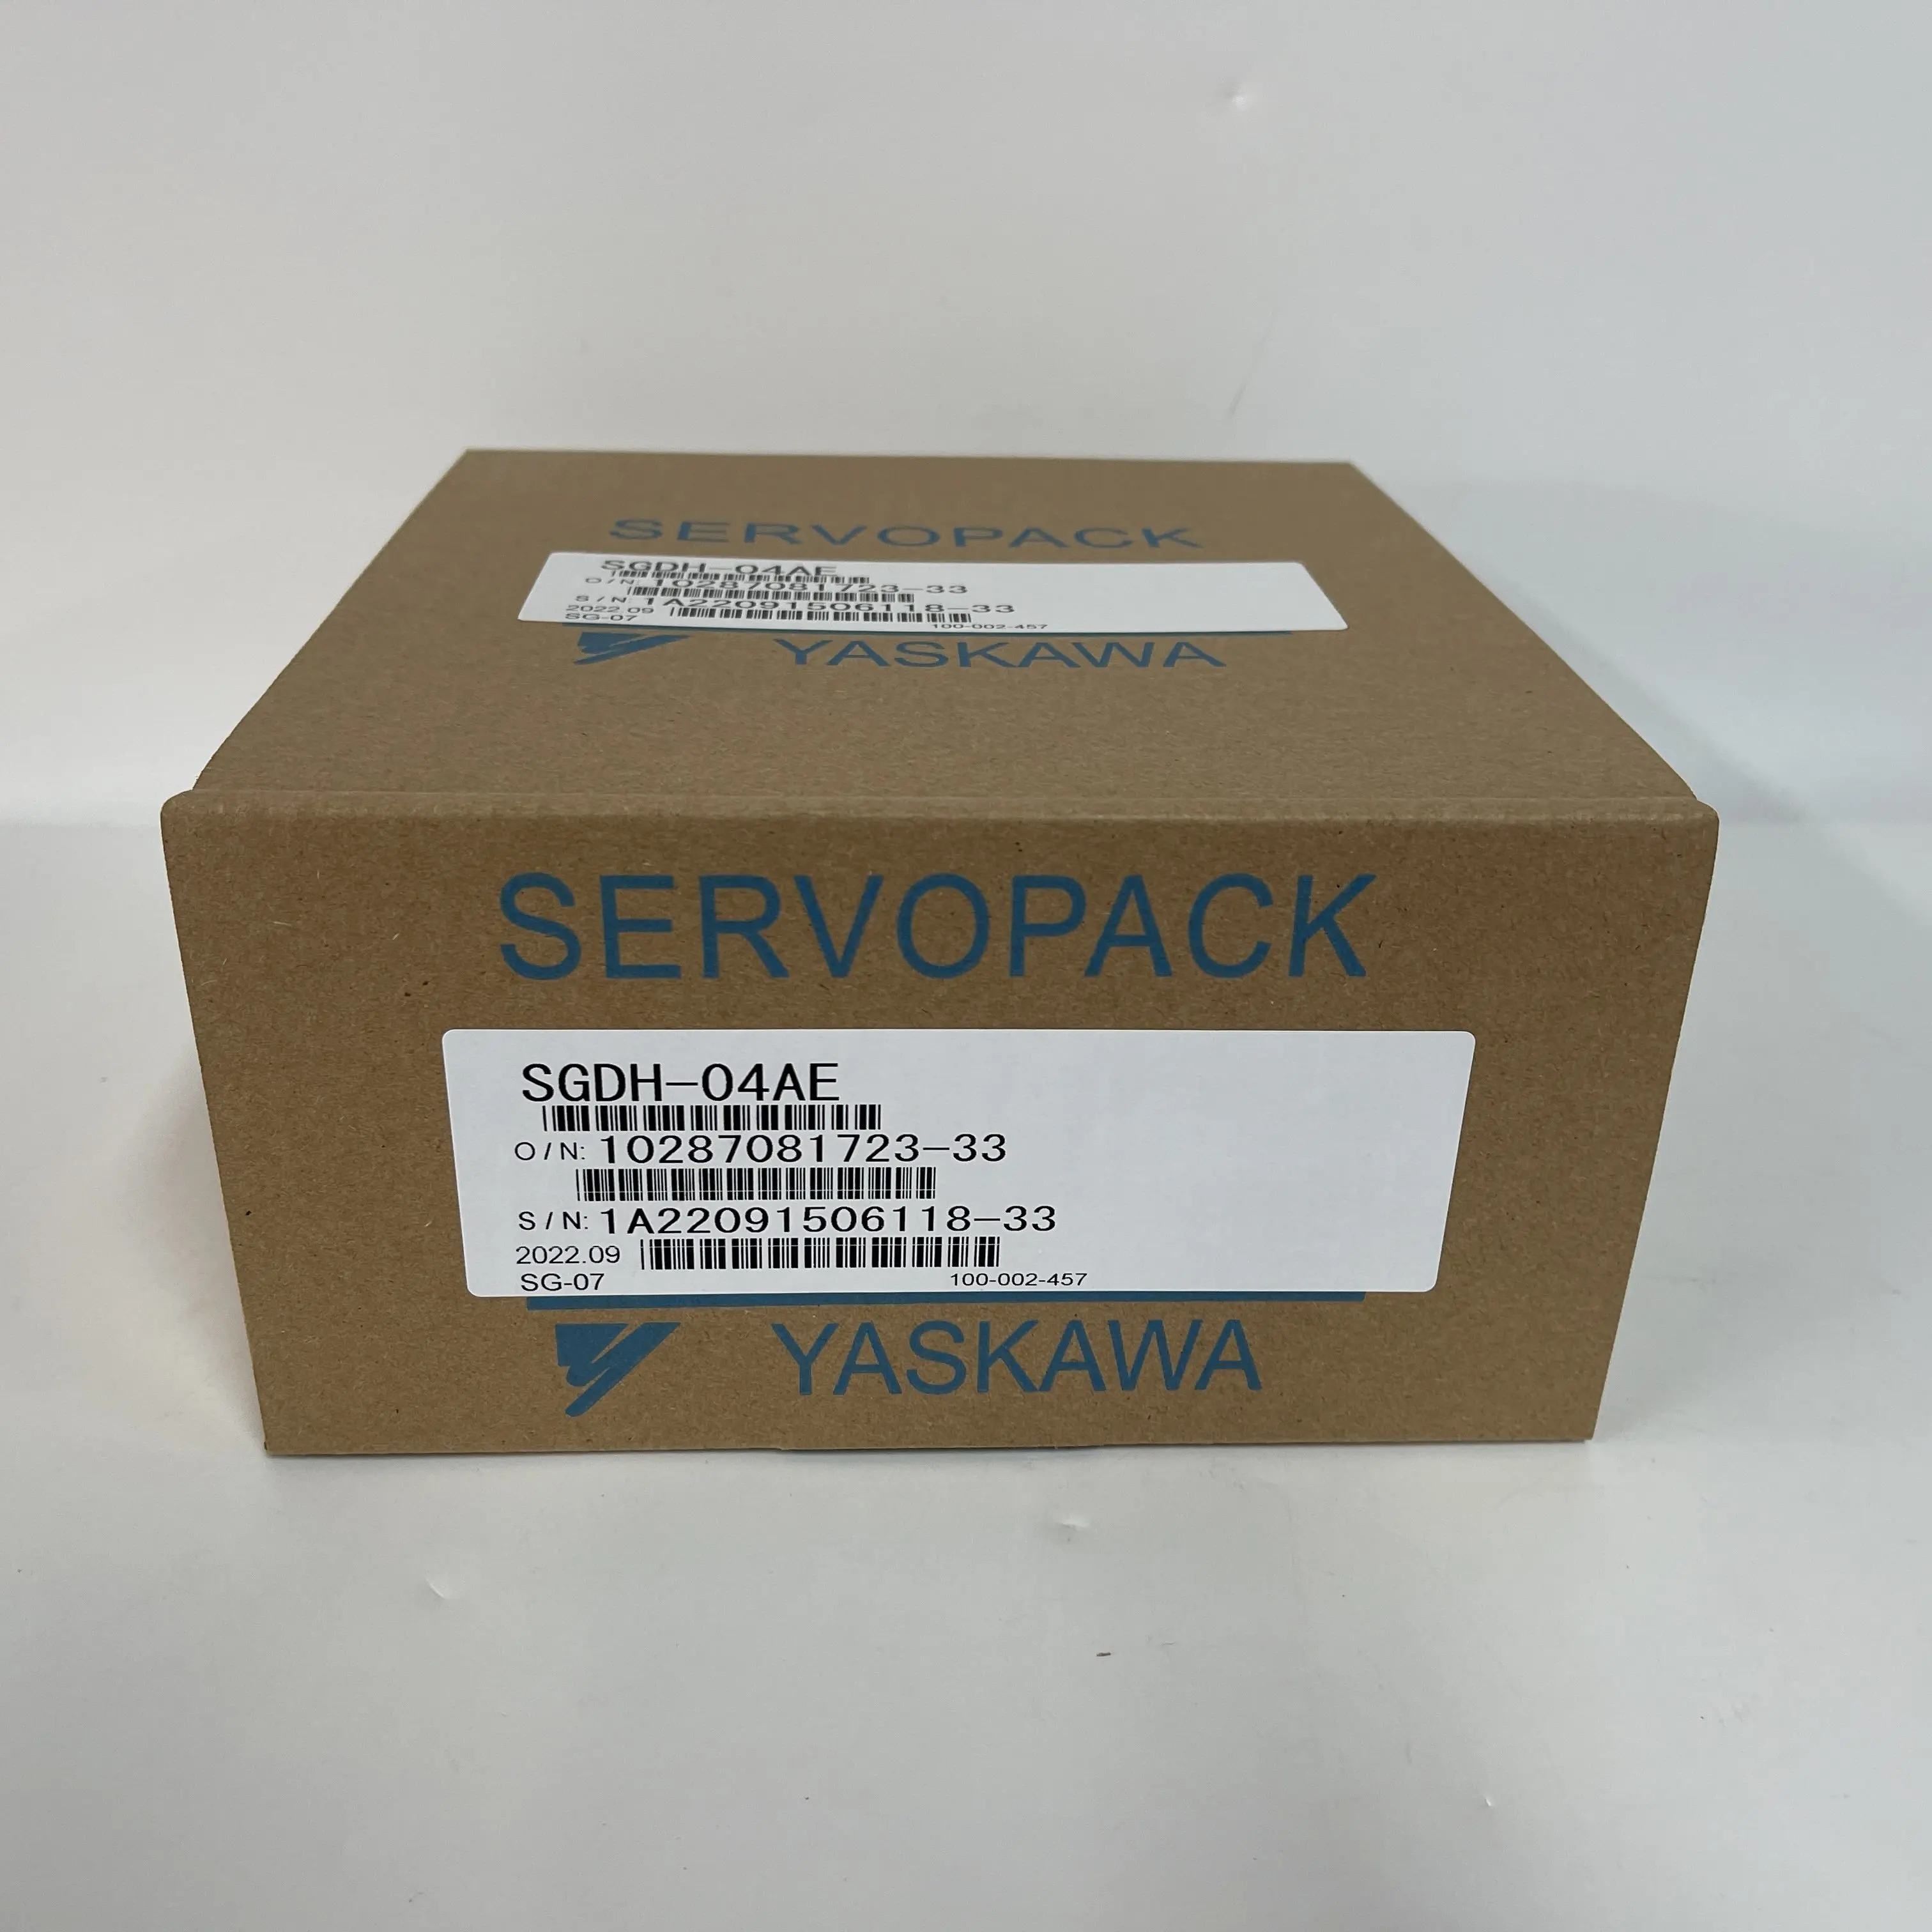 SERVOPACK
SGDH-04AE
O/N: 10287081723-33
S/N: 1A22091506118-33
2022.09
SG-07 100-002-457
YASKAWA
SERVOPACK
SGDH-04AE
O/N: 10287081723-33
S/N: 1A22091506118-33
2022.09
SG-07 100-002-457
YASKAWA